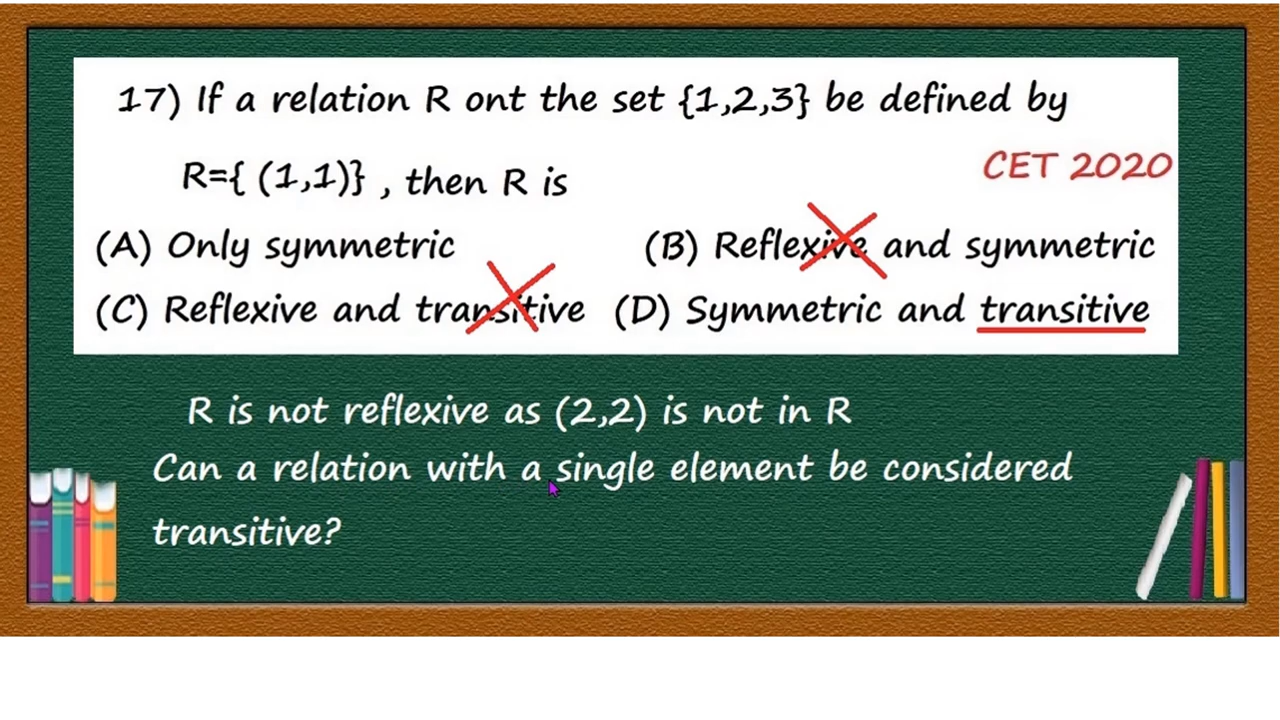 17) If a relation R ont the set {1,2,3} be defined by
R={ (1,1)} , then R is
CET 2020
(A) Only symmetric (B) Reflexive and symmetric
(C) Reflexive and transitive (D) Symmetric and transitive
R is not reflexive as (2,2) is not in R
Can a relation with a single element be considered
transitive?